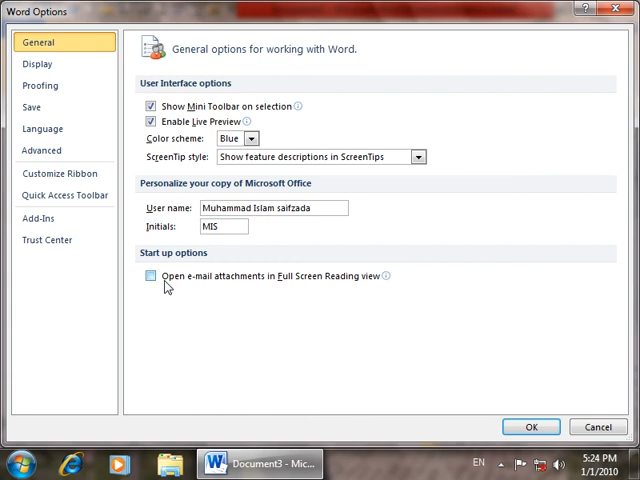 Word Options
General
Display
Proofing
Save
Language
Advanced
Customize Ribbon
Quick Access Toolbar
Add-Ins
Trust Center
General options for working with Word.
User Interface options
Show Mini Toolbar on selection
Enable Live Preview
Color scheme: Blue
ScreenTip style: Show feature descriptions in ScreenTips
Personalize your copy of Microsoft Office
User name: Muhammad Islam saifzada
Initials: MIS
Start up options
Open e-mail attachments in Full Screen Reading view
OK Cancel
Document3 - Mic...
EN
5:24 PM
1/1/2010